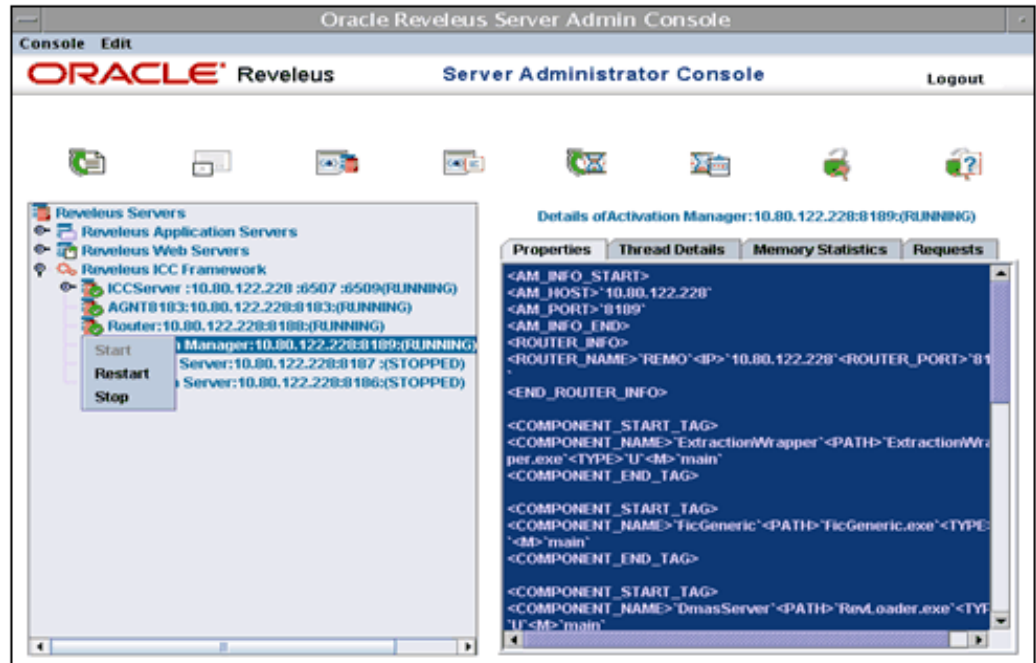 Oracle Reveleus Server Admin Console
Console Edit
ORACLE Reveleus
Server Administrator Console
Logout
Reveleus Servers
Reveleus Application Servers
Reveleus Web Servers
Reveleus ICC Framework
ICCServer :10.80.122.228 :6507 :6509(RUNNING)
AGNT8183:10.80.122.228:8183:(RUNNING)
Router:10.80.122.228:8188:(RUNNING)
Manager:10.80.122.228:8189:(RUNNING)
Server:10.80.122.228:8187 :(STOPPED)
Server:10.80.122.228:8186:(STOPPED)
Start
Restart
Stop
Details ofActivation Manager:10.80.122.228:8189:(RUNNING)
Properties Thread Details Memory Statistics Requests
<AM_INFO_START>
<AM_HOST>`10.80.122.228`
<AM_PORT>`8189`
<AM_INFO_END>
<ROUTER_INFO>
<ROUTER_NAME>`REMO`<IP>`10.80.122.228`<ROUTER_PORT>`81
`
<END_ROUTER_INFO>
<COMPONENT_START_TAG>
<COMPONENT_NAME>`ExtractionWrapper`<PATH>`ExtractionWra
per.exe`<TYPE>`U`<M>`main`
<COMPONENT_END_TAG>
<COMPONENT_START_TAG>
<COMPONENT_NAME>`FicGeneric`<PATH>`FicGeneric.exe`<TYPE>
`<M>`main`
<COMPONENT_END_TAG>
<COMPONENT_START_TAG>
<COMPONENT_NAME>`DmasServer`<PATH>`RevLoader.exe`<TYP
`U`<M>`main`